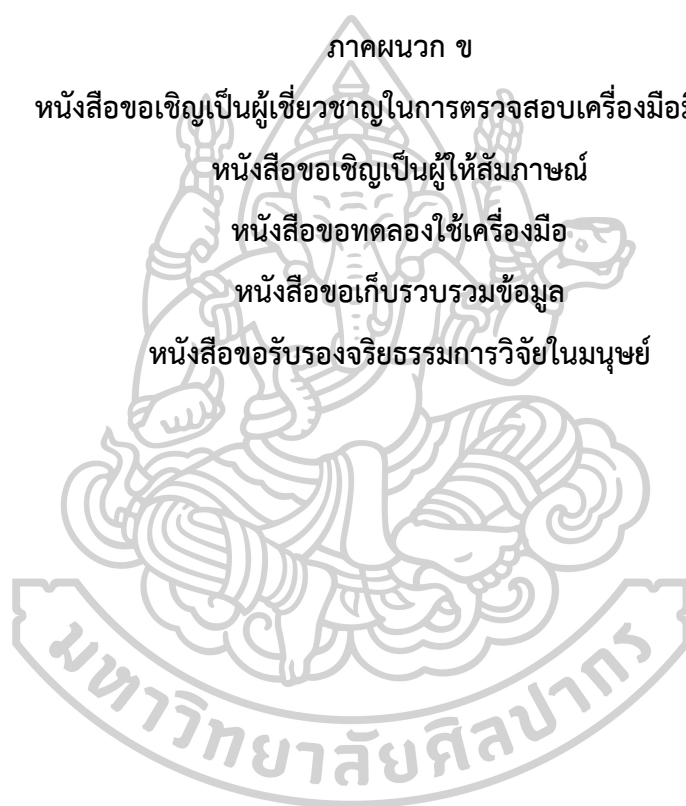 ภาคผนวก ข
หนังสือขอเชิญเป็นผู้เชี่ยวชาญในการตรวจสอบเครื่องมือ
หนังสือขอเชิญเป็นผู้ให้สัมภาษณ์
หนังสือขอทดลองใช้เครื่องมือ
หนังสือขอเก็บรวบรวมข้อมูล
หนังสือขอรับรองจริยธรรมการวิจัยในมนุษย์
มหาวิทยาลัยศิลปากร